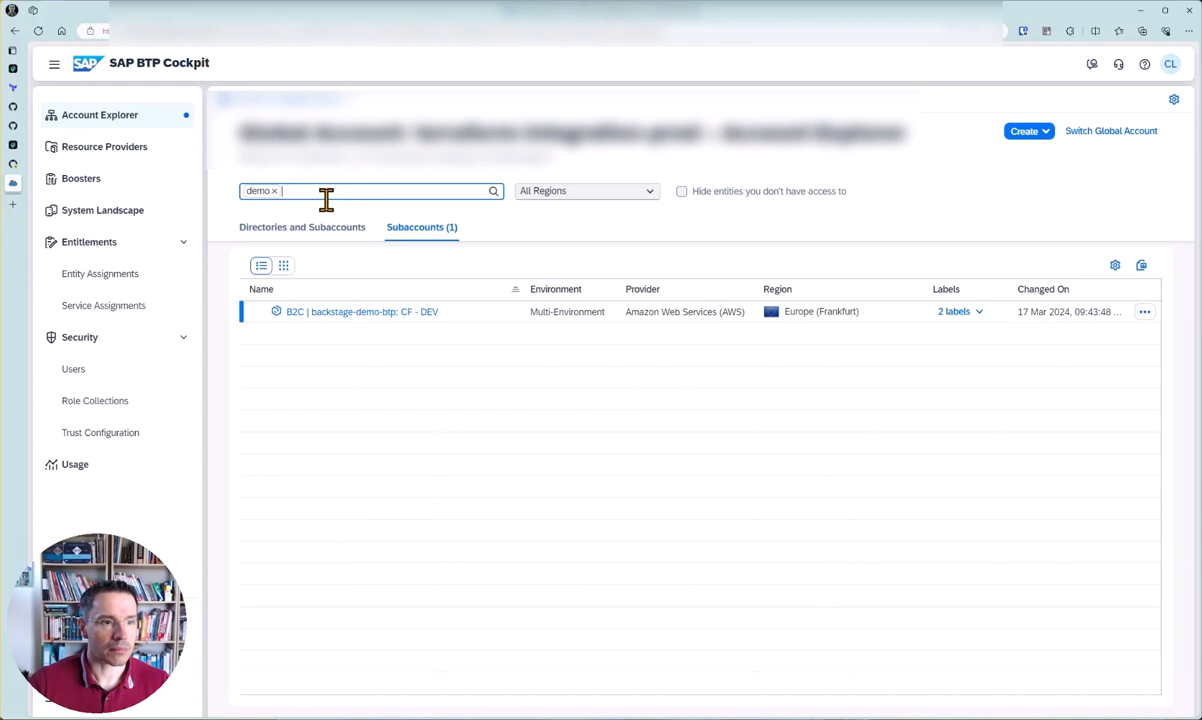 SAP SAP BTP Cockpit
CL
Account Explorer
Resource Providers
Boosters
System Landscape
Entitlements
Entity Assignments
Service Assignments
Security
Users
Role Collections
Trust Configuration
Usage
Create
Switch Global Account
demo ×
All Regions
Hide entities you don't have access to
Directories and Subaccounts
Subaccounts (1)
Name Environment Provider Region Labels Changed On
B2C | backstage-demo-btp: CF - DEV Multi-Environment Amazon Web Services (AWS) Europe (Frankfurt) 2 labels 17 Mar 2024, 09:43:48 ...